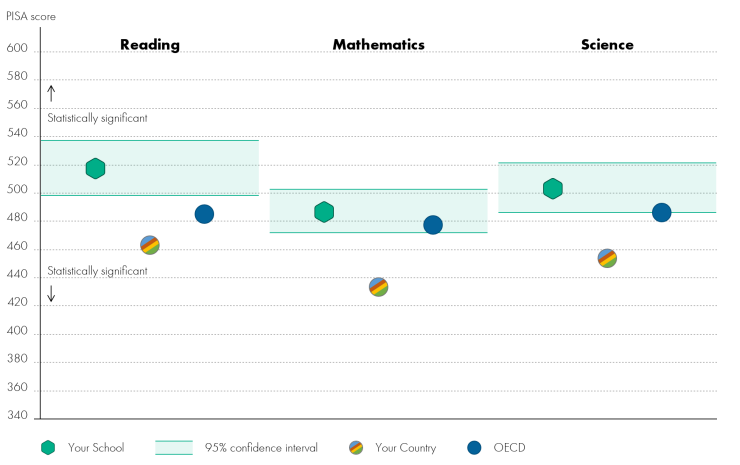 PISA score
Reading Mathematics Science
600
580
560
Statistically significant
540
520
500
480
460
Statistically significant
440
420
400
380
360
340
Your School 95% confidence interval Your Country OECD